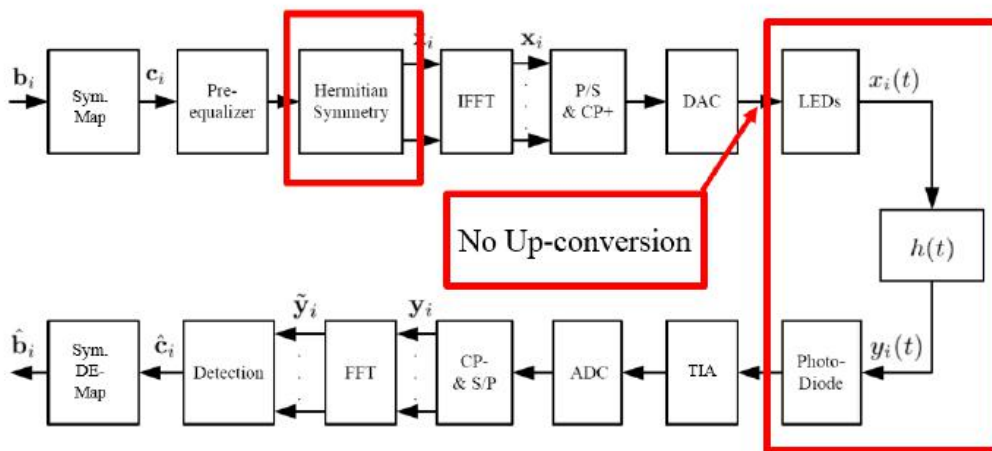 b_i
Sym. Map
c_i
Pre-equalizer
Hermitian Symmetry
x̃_i
IFFT
x_i
P/S & CP+
DAC
LEDs
x_i(t)
No Up-conversion
h(t)
b̂_i
Sym. DE-Map
ĉ_i
Detection
ỹ_i
FFT
y_i
CP- & S/P
ADC
TIA
Photo-Diode
y_i(t)